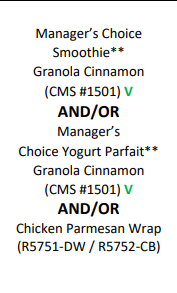 Manager’s Choice
Smoothie**
Granola Cinnamon
(CMS #1501) V
AND/OR
Manager’s
Choice Yogurt Parfait**
Granola Cinnamon
(CMS #1501) V
AND/OR
Chicken Parmesan Wrap
(R5751-DW / R5752-CB)